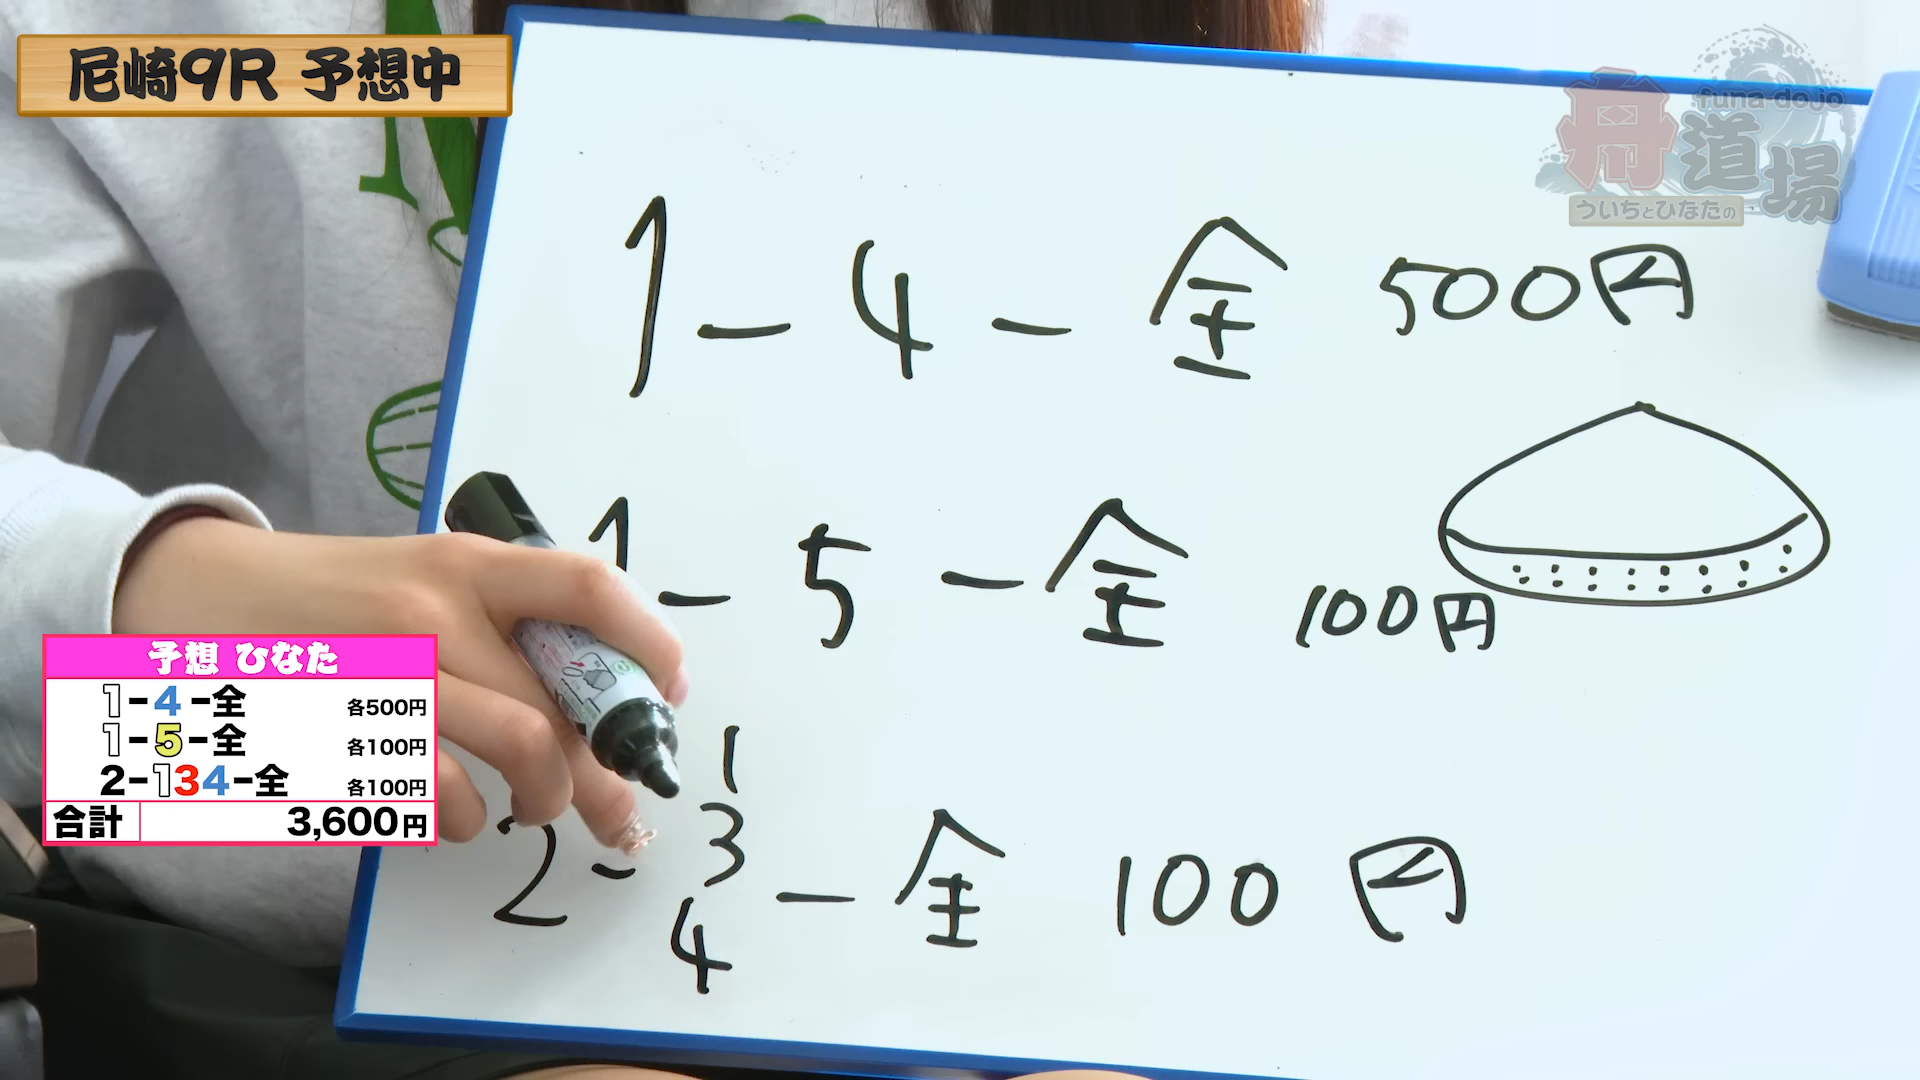 尼崎9R 予想中
funa-dojo
舟道場
ういちとひなたの
1-4-全 500円
1-5-全 100円
1
2-3-全 100円
4
予想 ひなた
1-4-全 各500円
1-5-全 各100円
2-134-全 各100円
合計 3,600円